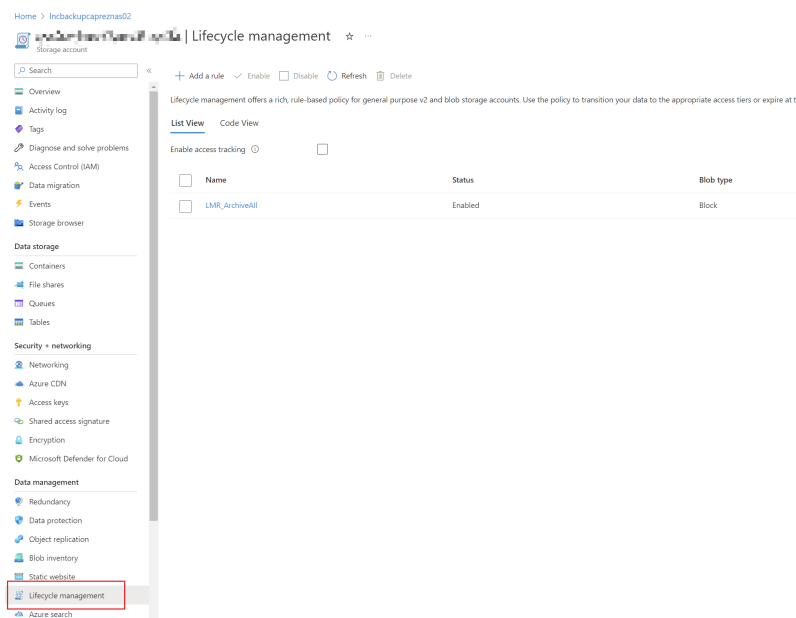 Home > lncbackupcapreznas02
| Lifecycle management
Storage account
Search
Overview
Activity log
Tags
Diagnose and solve problems
Access Control (IAM)
Data migration
Events
Storage browser
Data storage
Containers
File shares
Queues
Tables
Security + networking
Networking
Azure CDN
Access keys
Shared access signature
Encryption
Microsoft Defender for Cloud
Data management
Redundancy
Data protection
Object replication
Blob inventory
Static website
Lifecycle management
Azure search
Add a rule Enable Disable Refresh Delete
Lifecycle management offers a rich, rule-based policy for general purpose v2 and blob storage accounts. Use the policy to transition your data to the appropriate access tiers or expire at t
List View Code View
Enable access tracking
Name Status Blob type
LMR_ArchiveAll Enabled Block